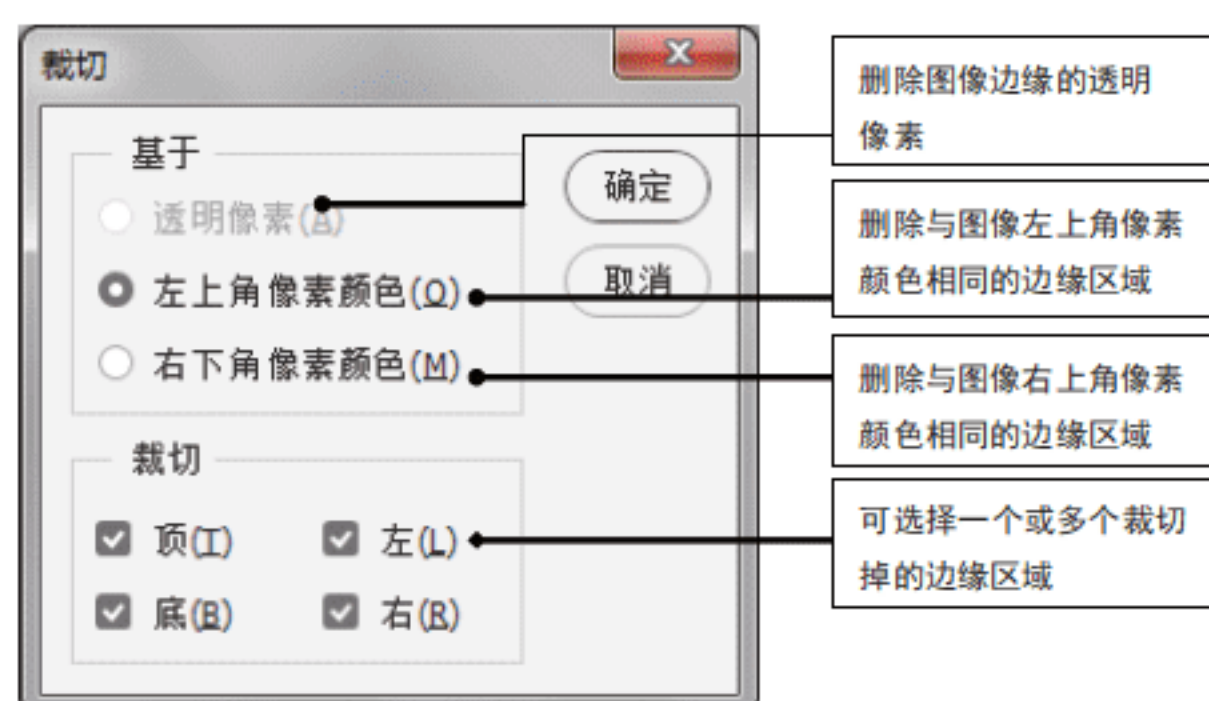 裁切
基于
透明像素(A)
左上角像素颜色(O)
右下角像素颜色(M)
确定
取消
裁切
顶(T)
左(L)
底(B)
右(R)
删除图像边缘的透明
像素
删除与图像左上角像素
颜色相同的边缘区域
删除与图像右上角像素
颜色相同的边缘区域
可选择一个或多个裁切
掉的边缘区域